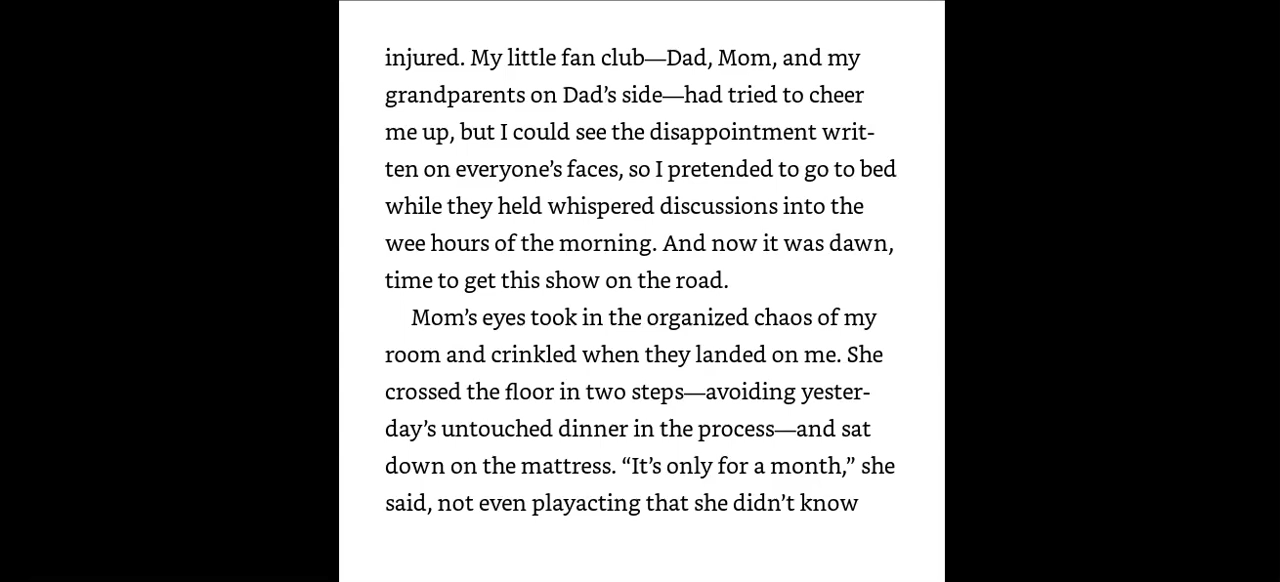 injured. My little fan club—Dad, Mom, and my
grandparents on Dad’s side—had tried to cheer
me up, but I could see the disappointment writ-
ten on everyone’s faces, so I pretended to go to bed
while they held whispered discussions into the
wee hours of the morning. And now it was dawn,
time to get this show on the road.
Mom’s eyes took in the organized chaos of my
room and crinkled when they landed on me. She
crossed the floor in two steps—avoiding yester-
day’s untouched dinner in the process—and sat
down on the mattress. “It’s only for a month,” she
said, not even playacting that she didn’t know